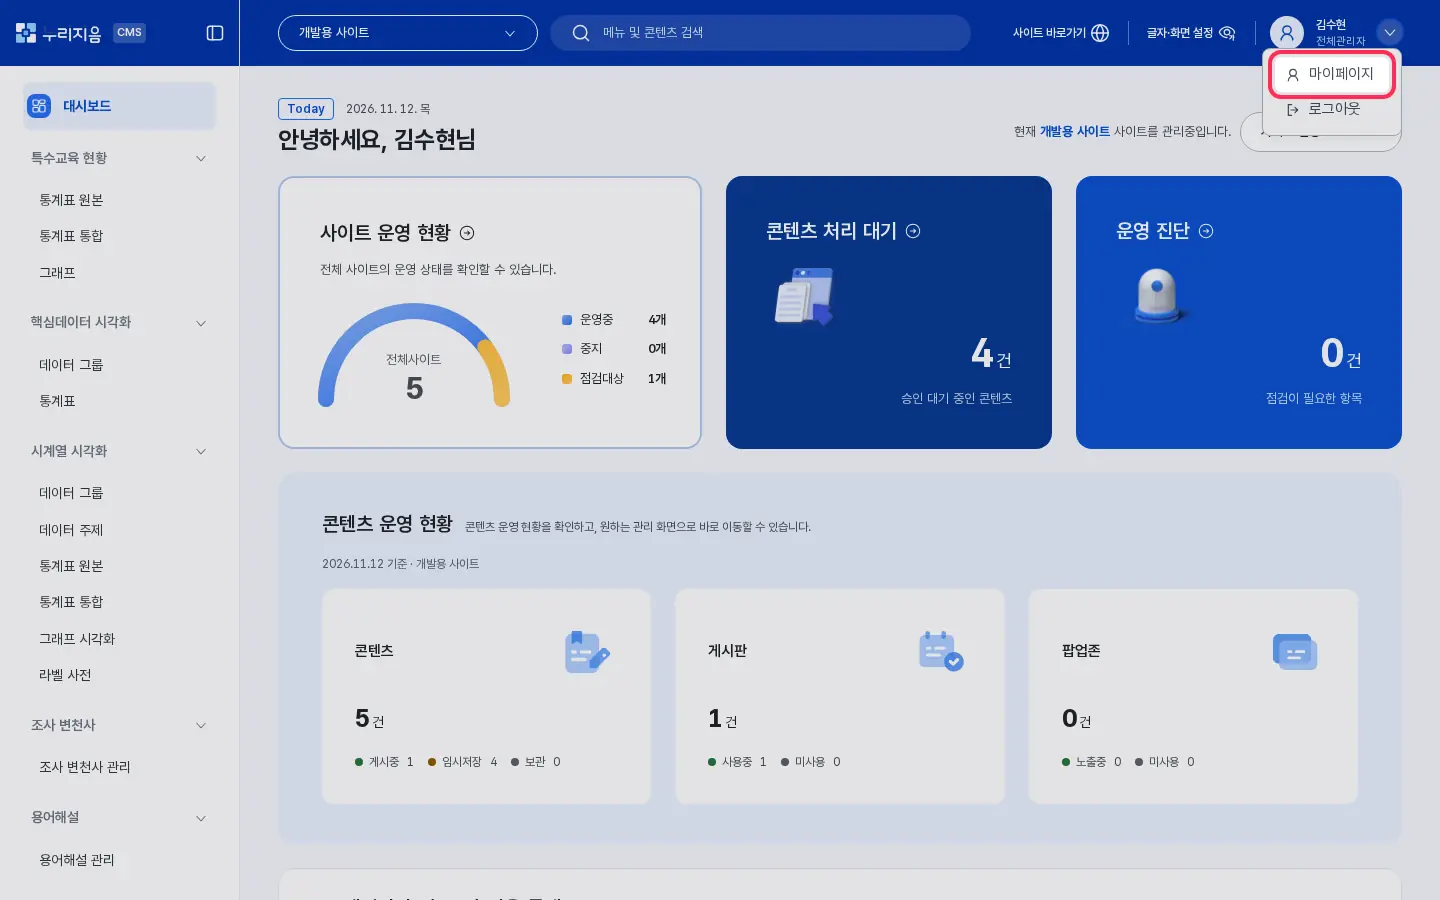 누리지음 CMS
개발용 사이트
메뉴 및 콘텐츠 검색
사이트 바로가기
글자·화면 설정
김수현
전체관리자
마이페이지
로그아웃
대시보드
특수교육 현황
통계표 원본
통계표 통합
그래프
핵심데이터 시각화
데이터 그룹
통계표
시계열 시각화
데이터 그룹
데이터 주제
통계표 원본
통계표 통합
그래프 시각화
라벨 사전
조사 변천사
조사 변천사 관리
용어해설
용어해설 관리
Today 2026. 11. 12. 목
안녕하세요, 김수현님
현재 개발용 사이트 사이트를 관리중입니다.
사이트 운영 현황
전체 사이트의 운영 상태를 확인할 수 있습니다.
전체사이트
5
운영중 4개
중지 0개
점검대상 1개
콘텐츠 처리 대기
4건
승인 대기 중인 콘텐츠
운영 진단
0건
점검이 필요한 항목
콘텐츠 운영 현황 콘텐츠 운영 현황을 확인하고, 원하는 관리 화면으로 바로 이동할 수 있습니다.
2026.11.12 기준 · 개발용 사이트
콘텐츠
5건
게시중 1 임시저장 4 보관 0
게시판
1건
사용중 1 미사용 0
팝업존
0건
노출중 0 미사용 0